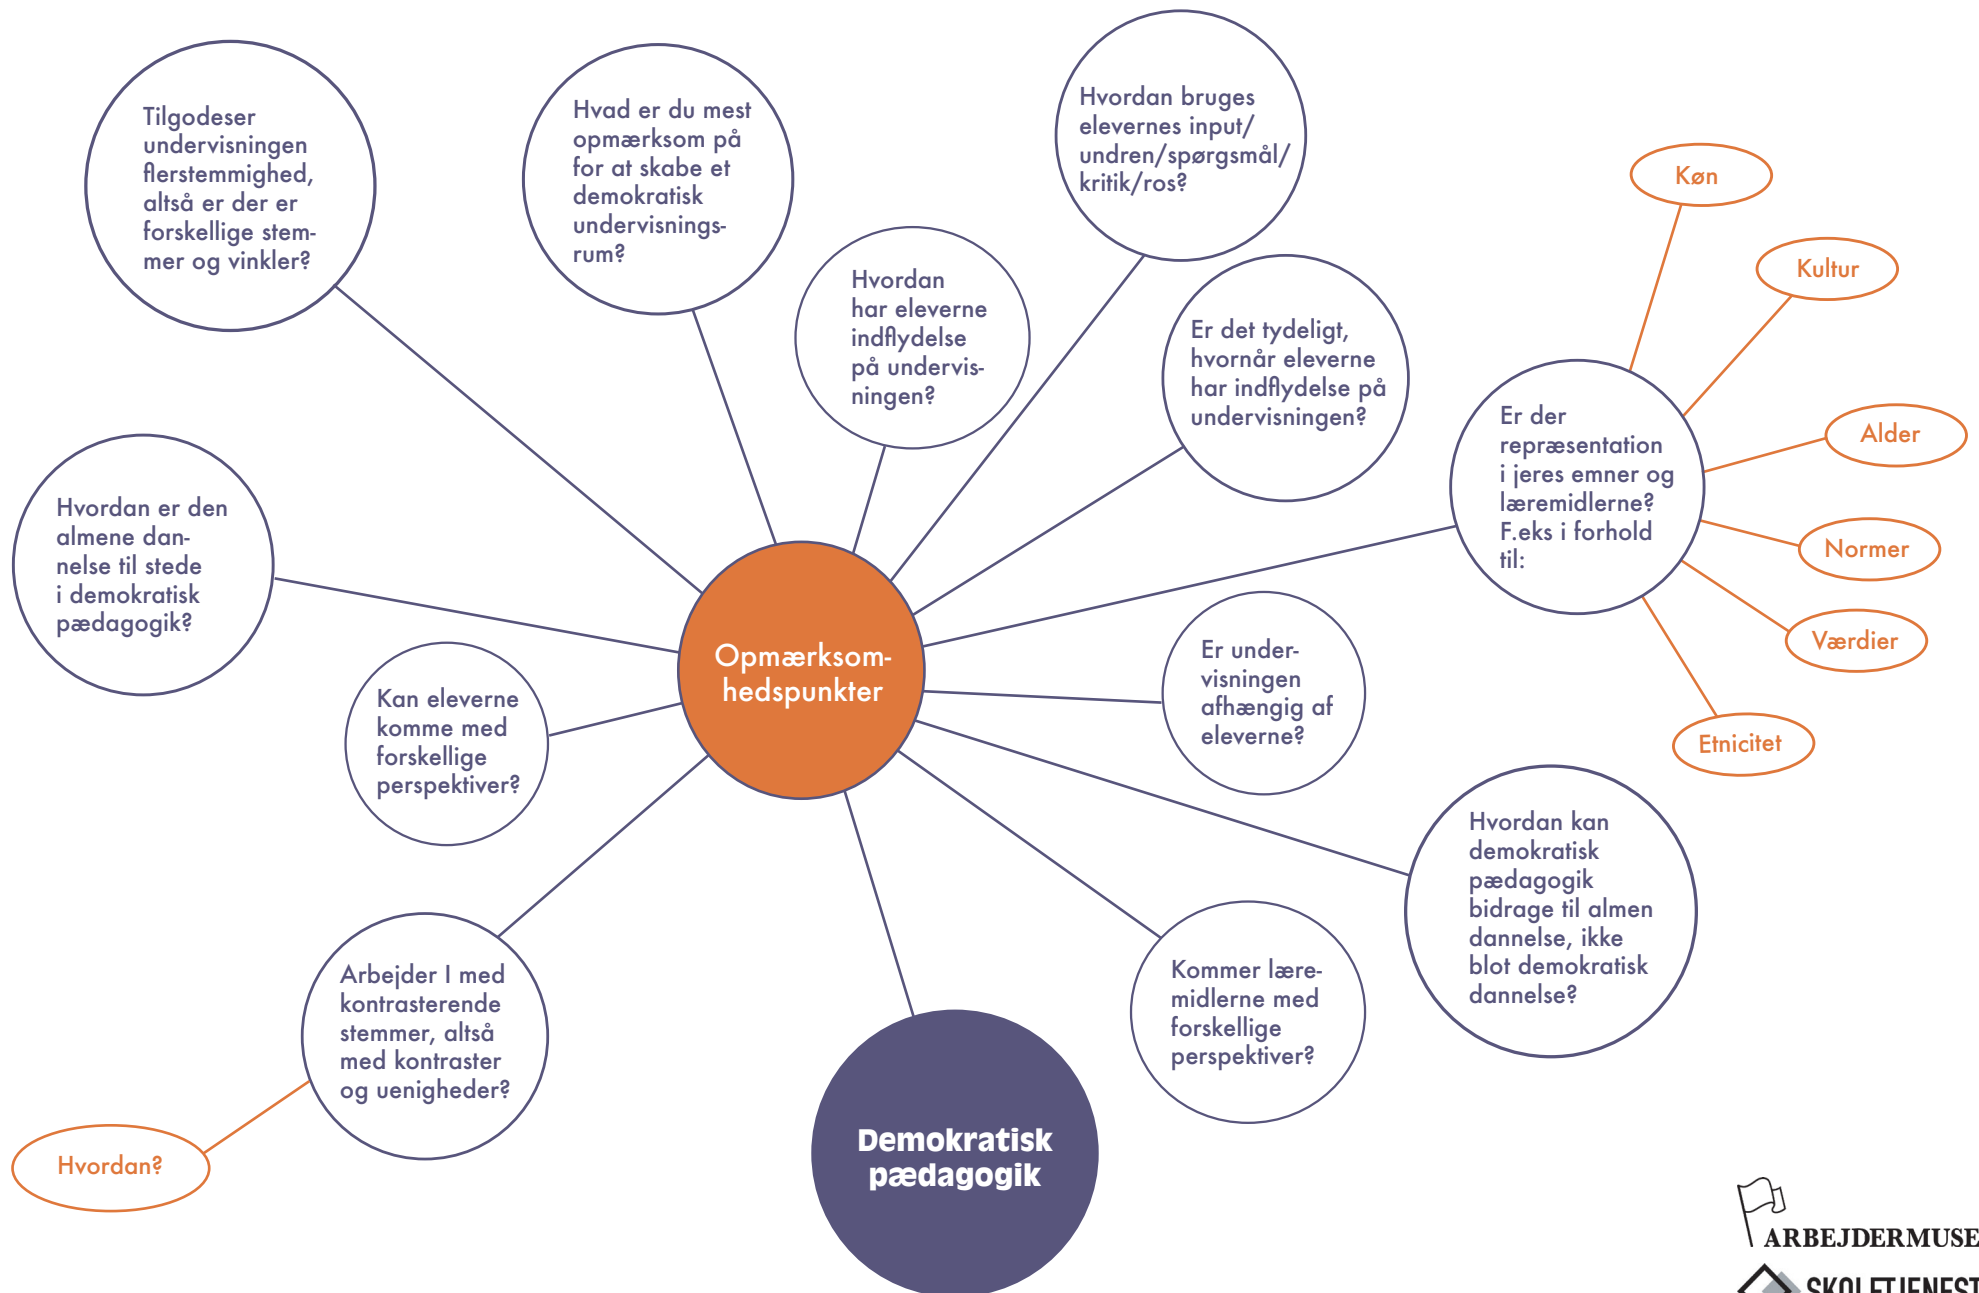 Tilgodeser
undervisningen
flerstemmighed,
altså er der er
forskellige stem-
mer og vinkler?
Hvad er du mest
opmærksom på
for at skabe et
demokratisk
undervisnings-
rum?
Hvordan bruges
elevernes input/
undren/spørgsmål/
kritik/ros?
Hvordan
har eleverne
indflydelse
på undervis-
ningen?
Er det tydeligt,
hvornår eleverne
har indflydelse på
undervisningen?
Køn
Kultur
Alder
Normer
Værdier
Etnicitet
Er der
repræsentation
i jeres emner og
læremidlerne?
F.eks i forhold
til:
Hvordan er den
almene dan-
nelse til stede
i demokratisk
pædagogik?
Opmærksom-
hedspunkter
Kan eleverne
komme med
forskellige
perspektiver?
Er under-
visningen
afhængig af
eleverne?
Hvordan kan
demokratisk
pædagogik
bidrage til almen
dannelse, ikke
blot demokratisk
dannelse?
Arbejder I med
kontrasterende
stemmer, altså
med kontraster
og uenigheder?
Kommer lære-
midlerne med
forskellige
perspektiver?
Hvordan?
Demokratisk
pædagogik
ARBEJDERMUSE
SKOLETJENEST